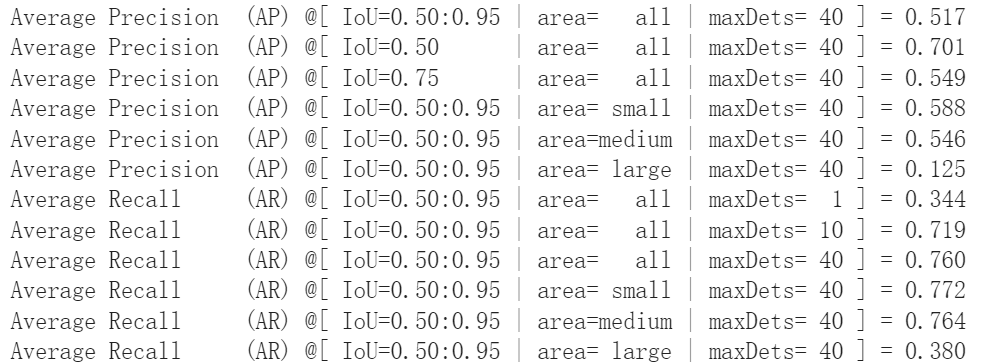 Average Precision  (AP) @[ IoU=0.50:0.95 | area=   all | maxDets= 40 ] = 0.517
Average Precision  (AP) @[ IoU=0.50      | area=   all | maxDets= 40 ] = 0.701
Average Precision  (AP) @[ IoU=0.75      | area=   all | maxDets= 40 ] = 0.549
Average Precision  (AP) @[ IoU=0.50:0.95 | area= small | maxDets= 40 ] = 0.588
Average Precision  (AP) @[ IoU=0.50:0.95 | area=medium | maxDets= 40 ] = 0.546
Average Precision  (AP) @[ IoU=0.50:0.95 | area= large | maxDets= 40 ] = 0.125
Average Recall     (AR) @[ IoU=0.50:0.95 | area=   all | maxDets=  1 ] = 0.344
Average Recall     (AR) @[ IoU=0.50:0.95 | area=   all | maxDets= 10 ] = 0.719
Average Recall     (AR) @[ IoU=0.50:0.95 | area=   all | maxDets= 40 ] = 0.760
Average Recall     (AR) @[ IoU=0.50:0.95 | area= small | maxDets= 40 ] = 0.772
Average Recall     (AR) @[ IoU=0.50:0.95 | area=medium | maxDets= 40 ] = 0.764
Average Recall     (AR) @[ IoU=0.50:0.95 | area= large | maxDets= 40 ] = 0.380